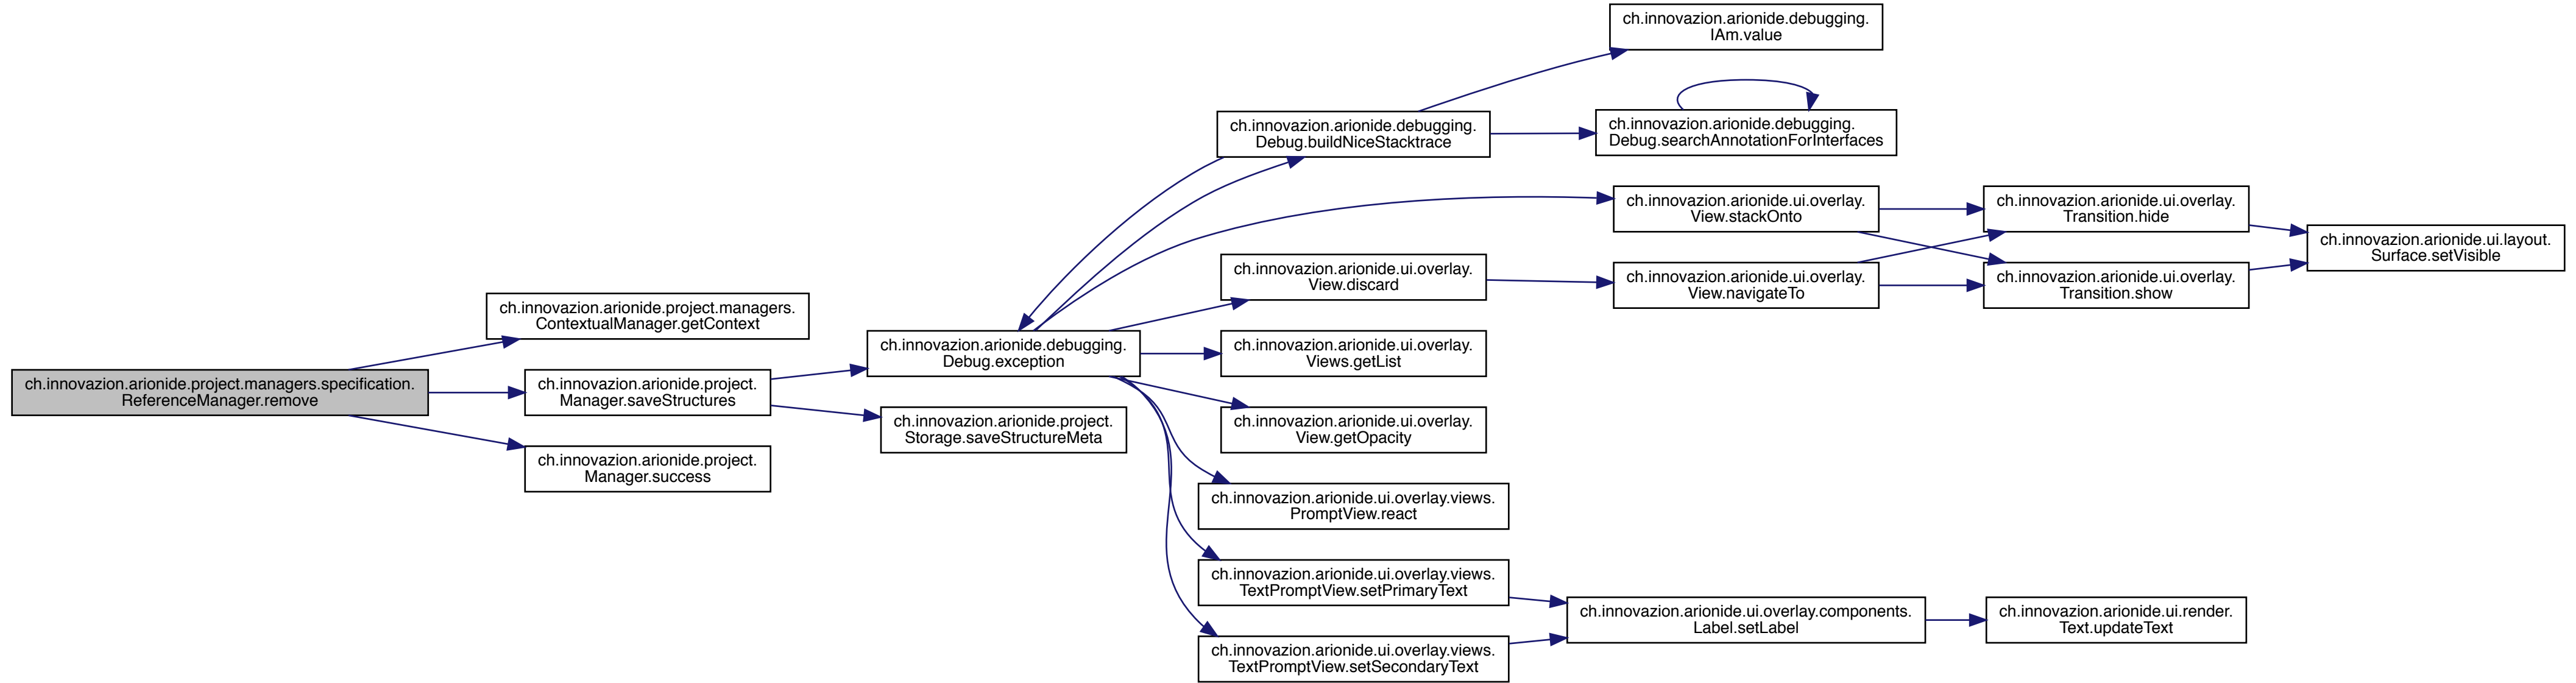 ch.innovazion.arionide.project.managers.specification.
ReferenceManager.remove
ch.innovazion.arionide.project.managers.
ContextualManager.getContext
ch.innovazion.arionide.project.
Manager.saveStructures
ch.innovazion.arionide.project.
Manager.success
ch.innovazion.arionide.debugging.
Debug.exception
ch.innovazion.arionide.project.
Storage.saveStructureMeta
ch.innovazion.arionide.debugging.
Debug.buildNiceStacktrace
ch.innovazion.arionide.ui.overlay.
View.discard
ch.innovazion.arionide.ui.overlay.
Views.getList
ch.innovazion.arionide.ui.overlay.
View.getOpacity
ch.innovazion.arionide.ui.overlay.views.
PromptView.react
ch.innovazion.arionide.ui.overlay.views.
TextPromptView.setPrimaryText
ch.innovazion.arionide.ui.overlay.views.
TextPromptView.setSecondaryText
ch.innovazion.arionide.debugging.
IAm.value
ch.innovazion.arionide.debugging.
Debug.searchAnnotationForInterfaces
ch.innovazion.arionide.ui.overlay.
View.stackOnto
ch.innovazion.arionide.ui.overlay.
View.navigateTo
ch.innovazion.arionide.ui.overlay.components.
Label.setLabel
ch.innovazion.arionide.ui.overlay.
Transition.hide
ch.innovazion.arionide.ui.overlay.
Transition.show
ch.innovazion.arionide.ui.render.
Text.updateText
ch.innovazion.arionide.ui.layout.
Surface.setVisible